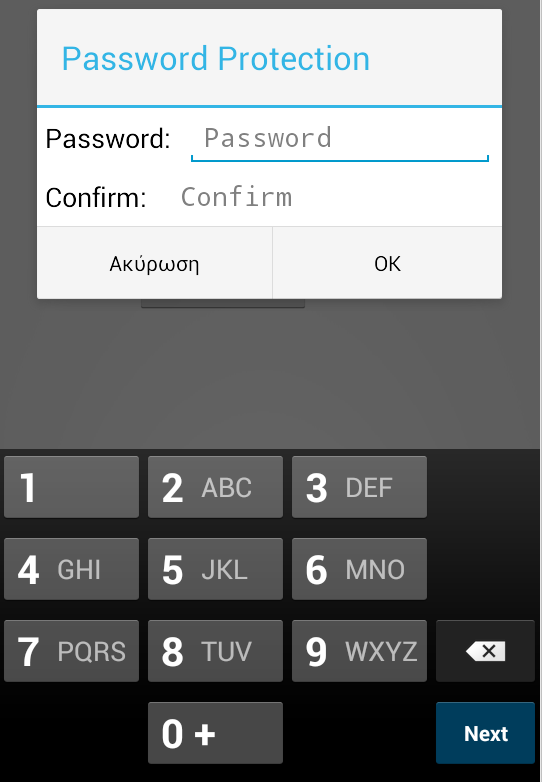 Password Protection
Password: Password
Confirm: Confirm
Ακύρωση OK
1 2 ABC 3 DEF
4 GHI 5 JKL 6 MNO
7 PQRS 8 TUV 9 WXYZ
0 + Next